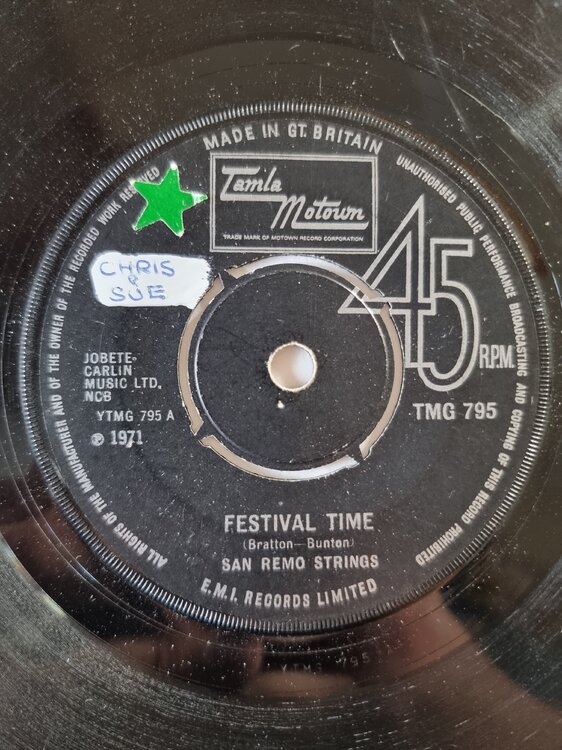 MADE IN GT. BRITAIN
UNAUTHORISED PUBLIC PERFORMANCE BROADCASTING AND COPYING OF THIS RECORD PROHIBITED
ALL RIGHTS OF THE MANUFACTURER AND OF THE OWNER OF THE RECORDED WORK RESERVED
Tamla
Motown
TRADE MARK OF MOTOWN RECORD CORPORATION
45
R.P.M.
CHRIS
&
SUE
JOBETE-
CARLIN
MUSIC LTD.
NCB
YTMG 795 A
℗ 1971
TMG 795
FESTIVAL TIME
(Bratton—Bunton)
SAN REMO STRINGS
E.M.I. RECORDS LIMITED
YTMG 795